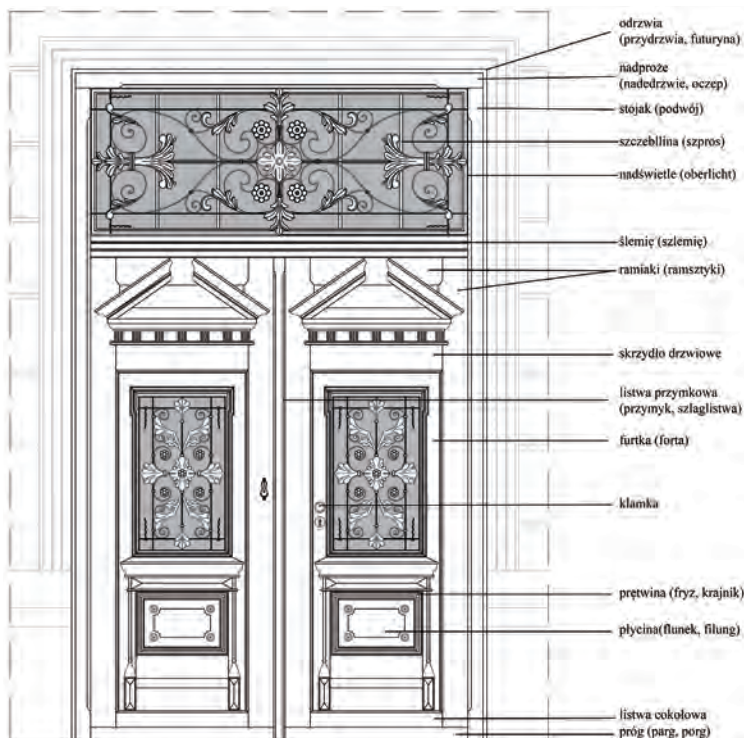 odrzwia
(przydrzwia, futuryna)
nadproże
(nadedrzwie, oczep)
stojak (podwój)
szczebllina (szpros)
nadświetle (oberlicht)
ślemię (szlemię)
ramiaki (ramsztyki)
skrzydło drzwiowe
listwa przymkowa
(przymyk, szlaglistwa)
furtka (forta)
klamka
prętwina (fryz, krajnik)
płycina(flunek, filung)
listwa cokołowa
próg (parg, porg)